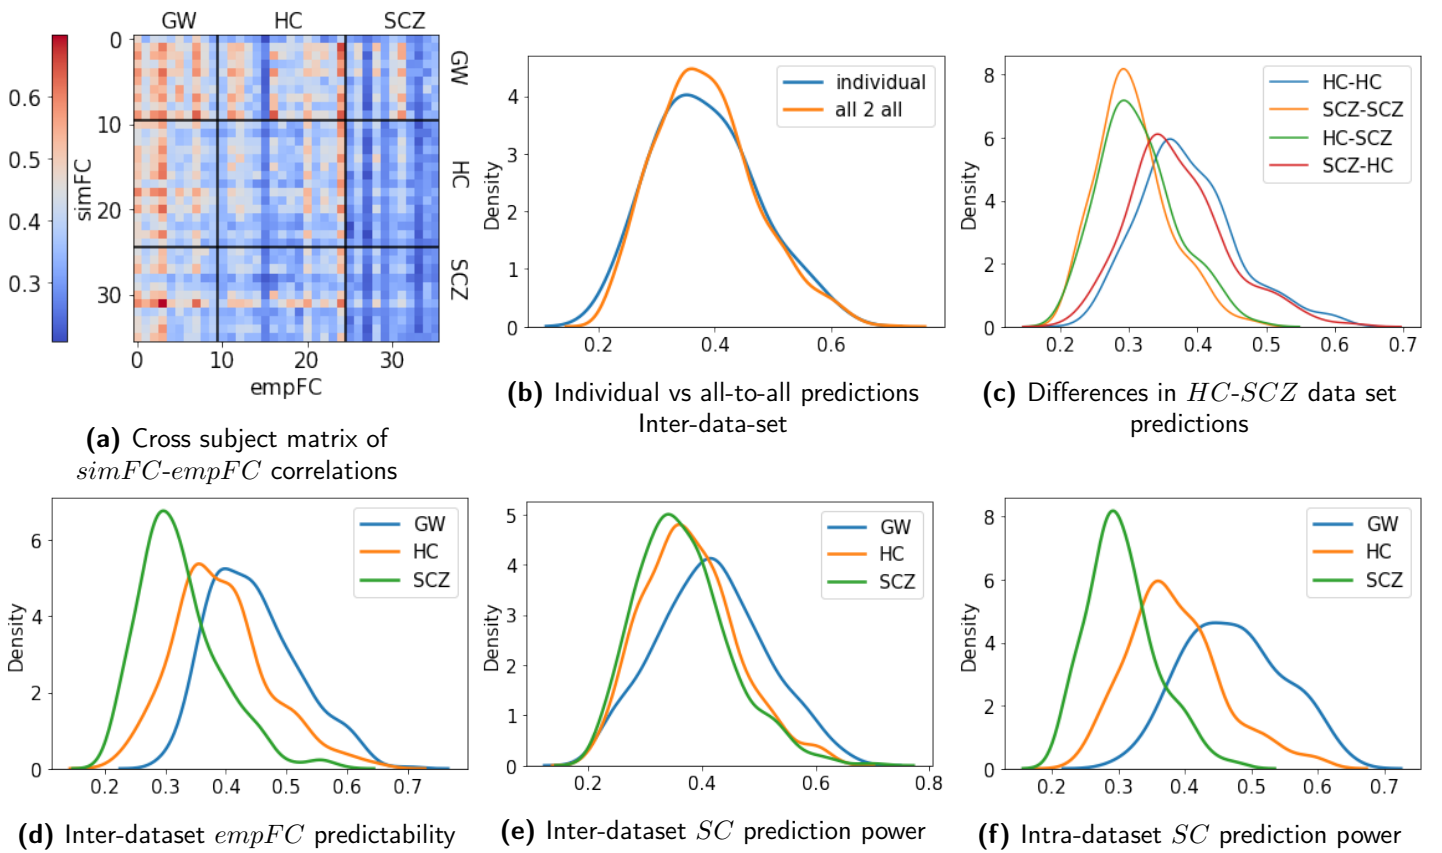 GW HC SCZ
0.6
0.5
0.4
0.3
simFC
0
10
20
30
GW
HC
SCZ
0 10 20 30
empFC
(a) Cross subject matrix of
simFC-empFC correlations
Density
4
3
2
1
0
individual
all 2 all
0.2 0.4 0.6
(b) Individual vs all-to-all predictions
Inter-data-set
Density
8
6
4
2
0
HC-HC
SCZ-SCZ
HC-SCZ
SCZ-HC
0.2 0.3 0.4 0.5 0.6 0.7
(c) Differences in HC-SCZ data set
predictions
Density
6
4
2
0
GW
HC
SCZ
0.2 0.3 0.4 0.5 0.6 0.7
(d) Inter-dataset empFC predictability
Density
5
4
3
2
1
0
GW
HC
SCZ
0.2 0.4 0.6 0.8
(e) Inter-dataset SC prediction power
Density
8
6
4
2
0
GW
HC
SCZ
0.2 0.3 0.4 0.5 0.6 0.7
(f) Intra-dataset SC prediction power